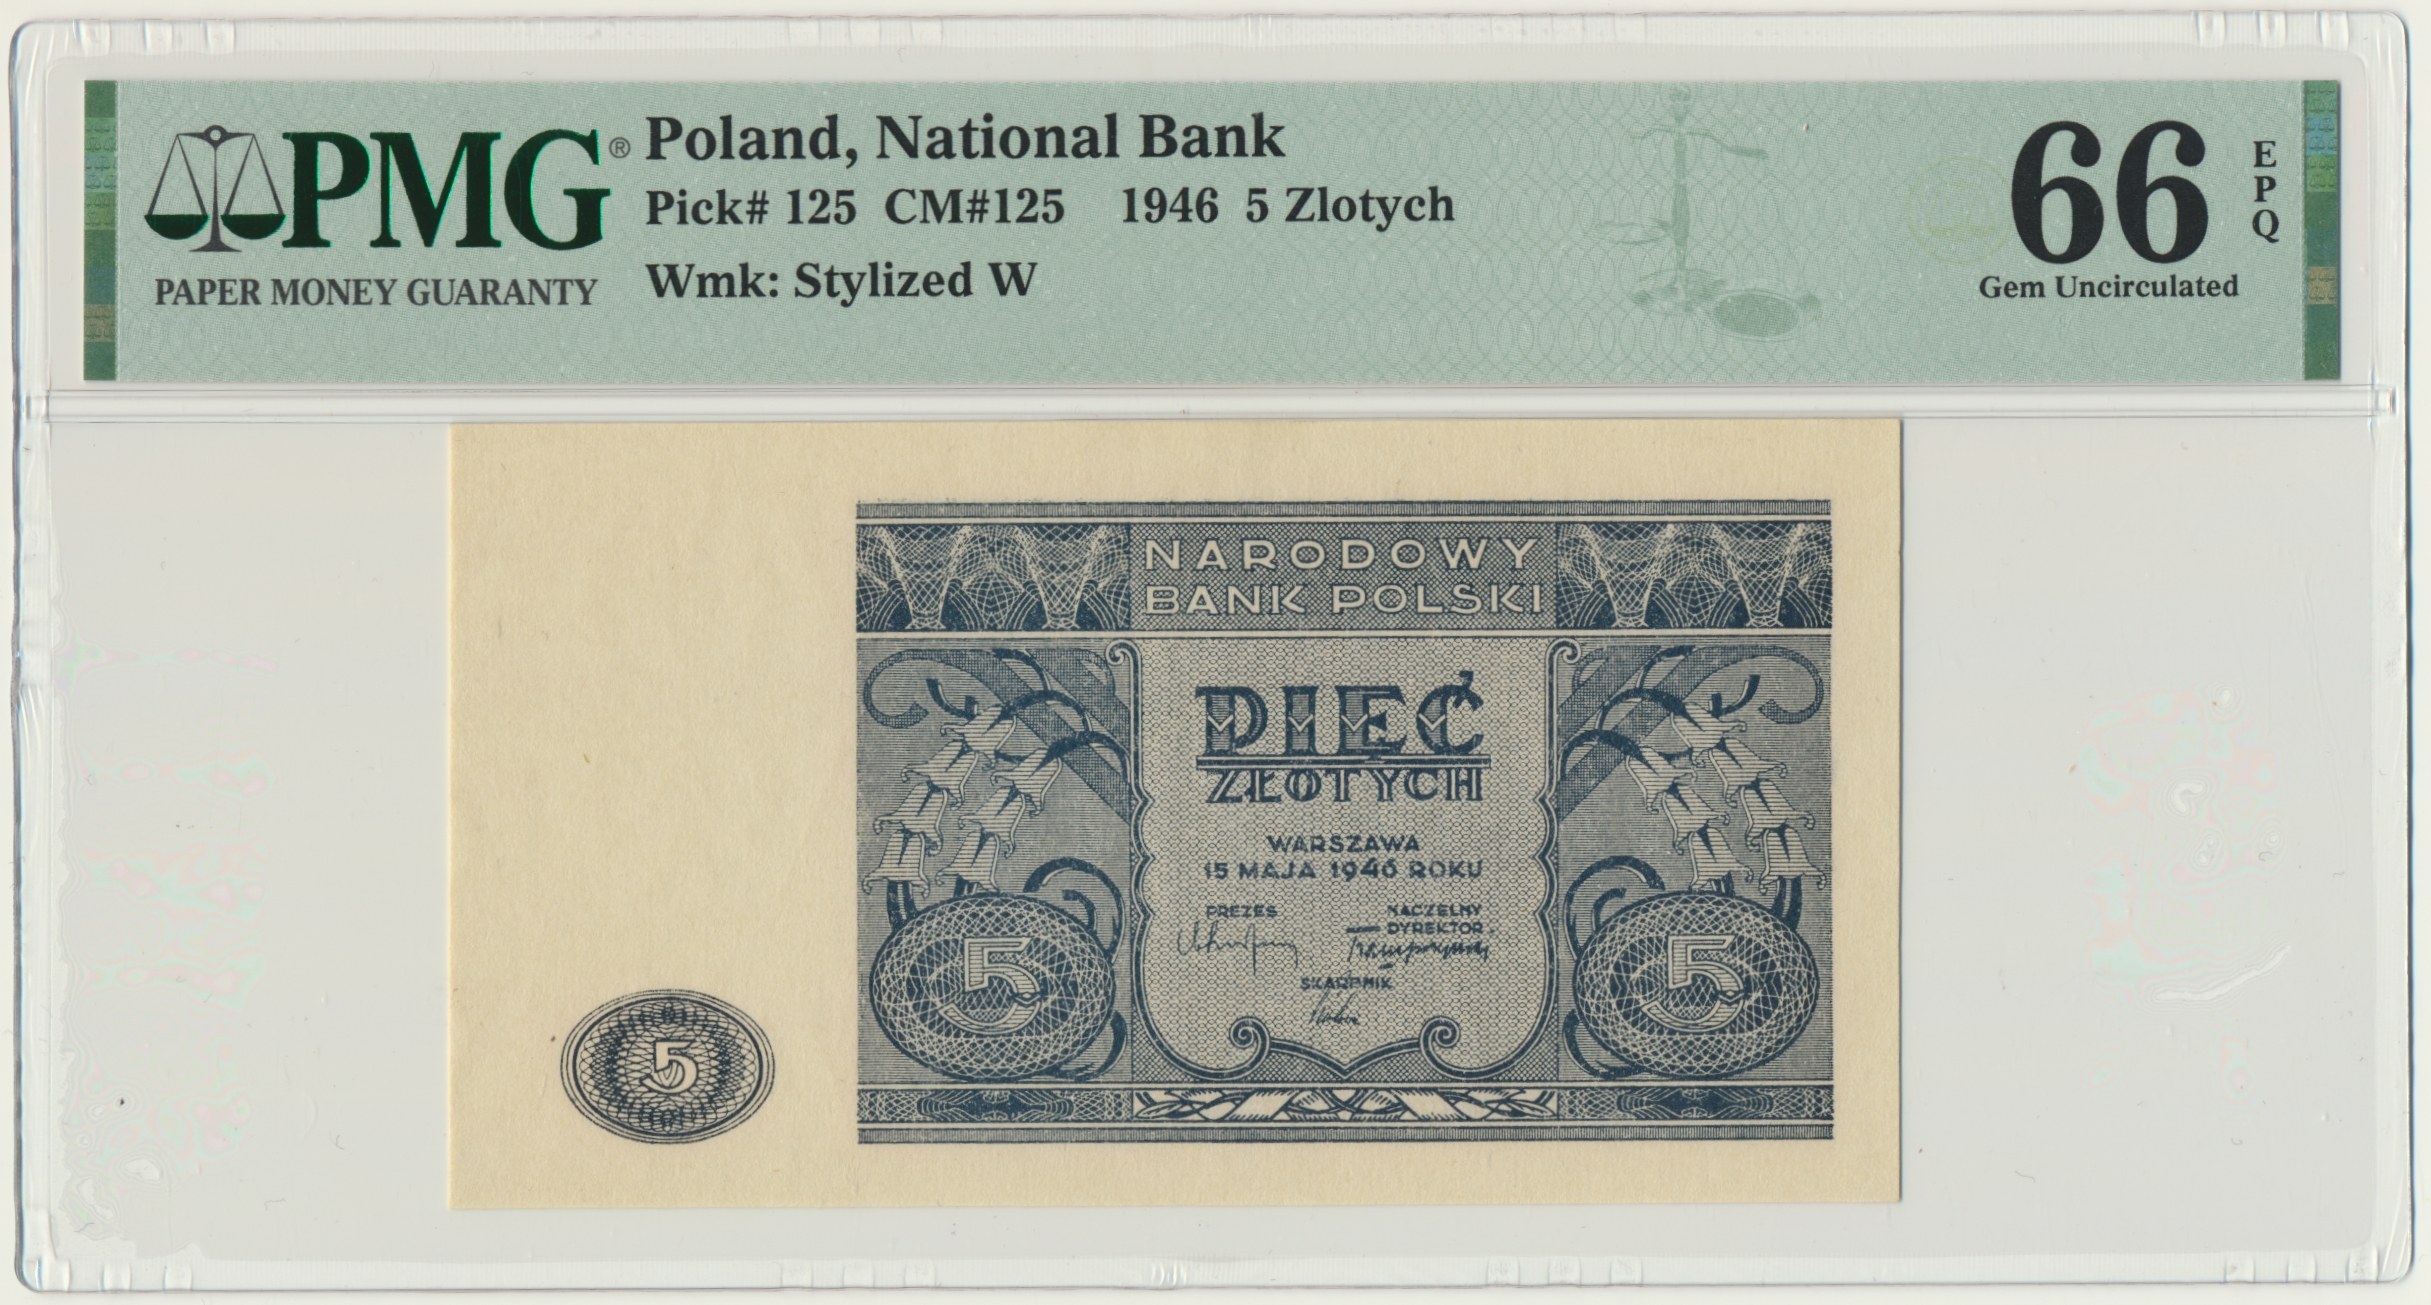 PMG®
PAPER MONEY GUARANTY
Poland, National Bank
Pick# 125 CM#125 1946 5 Zlotych
Wmk: Stylized W
66 EPQ
Gem Uncirculated
NARODOWY
BANK POLSKI
PIĘĆ
ZŁOTYCH
WARSZAWA
15 MAJA 1946 ROKU
PREZES
NACZELNY
DYREKTOR
SKARBNIK
5
5
5